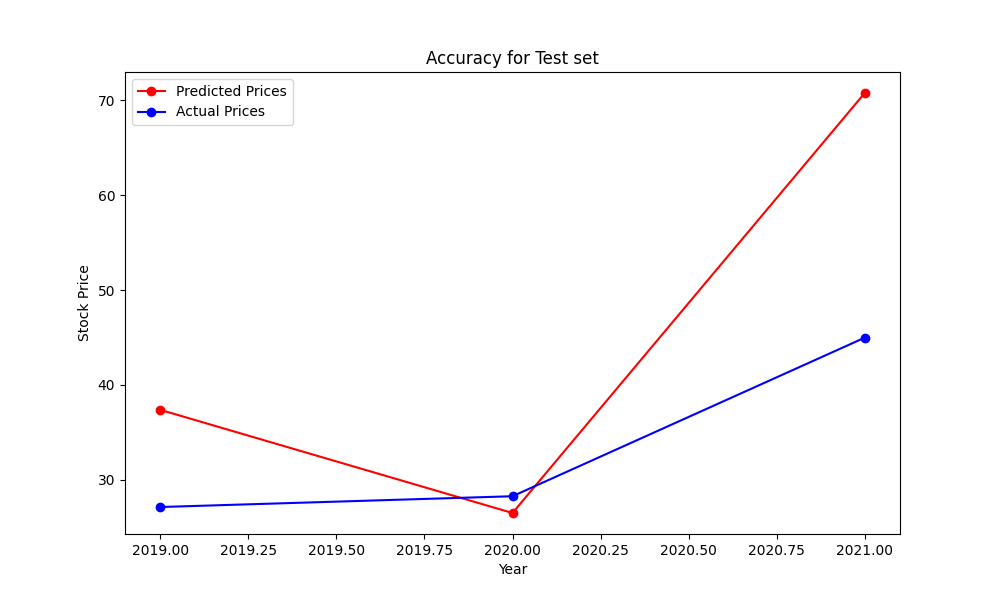 Accuracy for Test set
Predicted Prices
Actual Prices
70
60
50
40
30
Stock Price
2019.00 2019.25 2019.50 2019.75 2020.00 2020.25 2020.50 2020.75 2021.00
Year